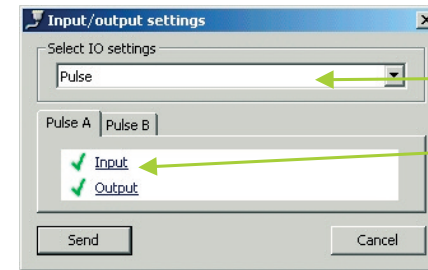 Input/output settings
Select IO settings
Pulse
Pulse A Pulse B
Input
Output
Send Cancel